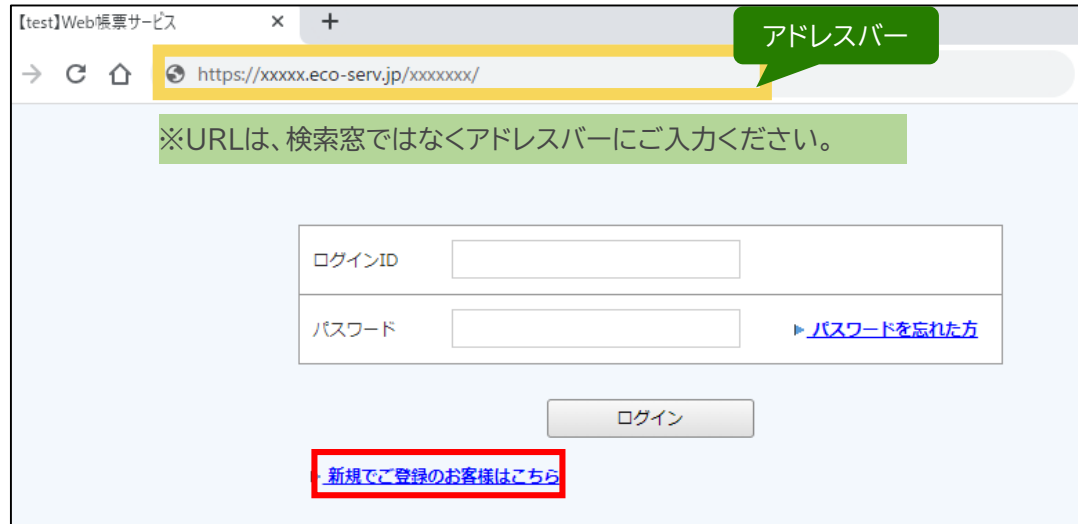 【test】Web帳票サービス
アドレスバー
https://xxxxx.eco-serv.jp/xxxxxxx/
※URLは、検索窓ではなくアドレスバーにご入力ください。
ログインID
パスワード
パスワードを忘れた方
ログイン
新規でご登録のお客様はこちら